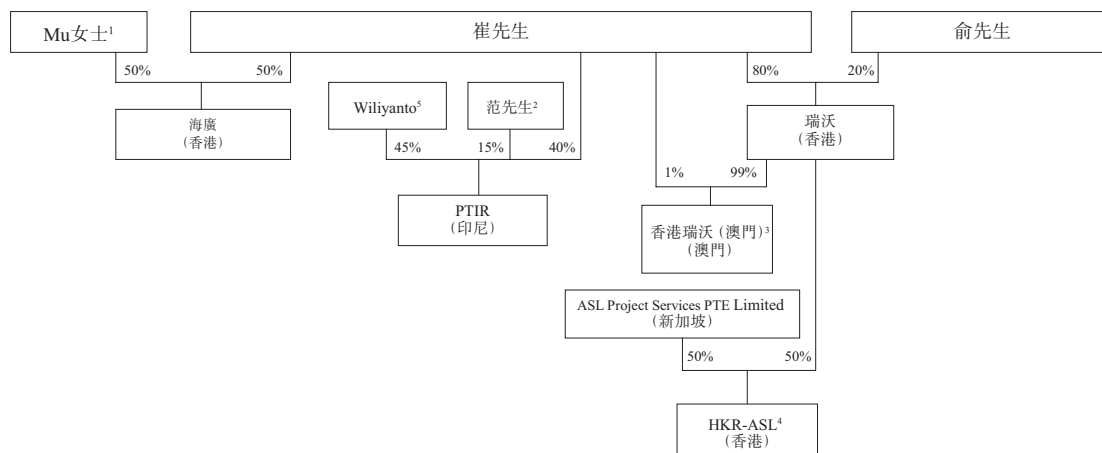 Mu女士¹
崔先生
俞先生
50%
50%
80%
20%
海廣
(香港)
Wiliyanto⁵
范先生²
瑞沃
(香港)
45%
15%
40%
1%
99%
PTIR
(印尼)
香港瑞沃(澳門)³
(澳門)
ASL Project Services PTE Limited
(新加坡)
50%
50%
HKR-ASL⁴
(香港)